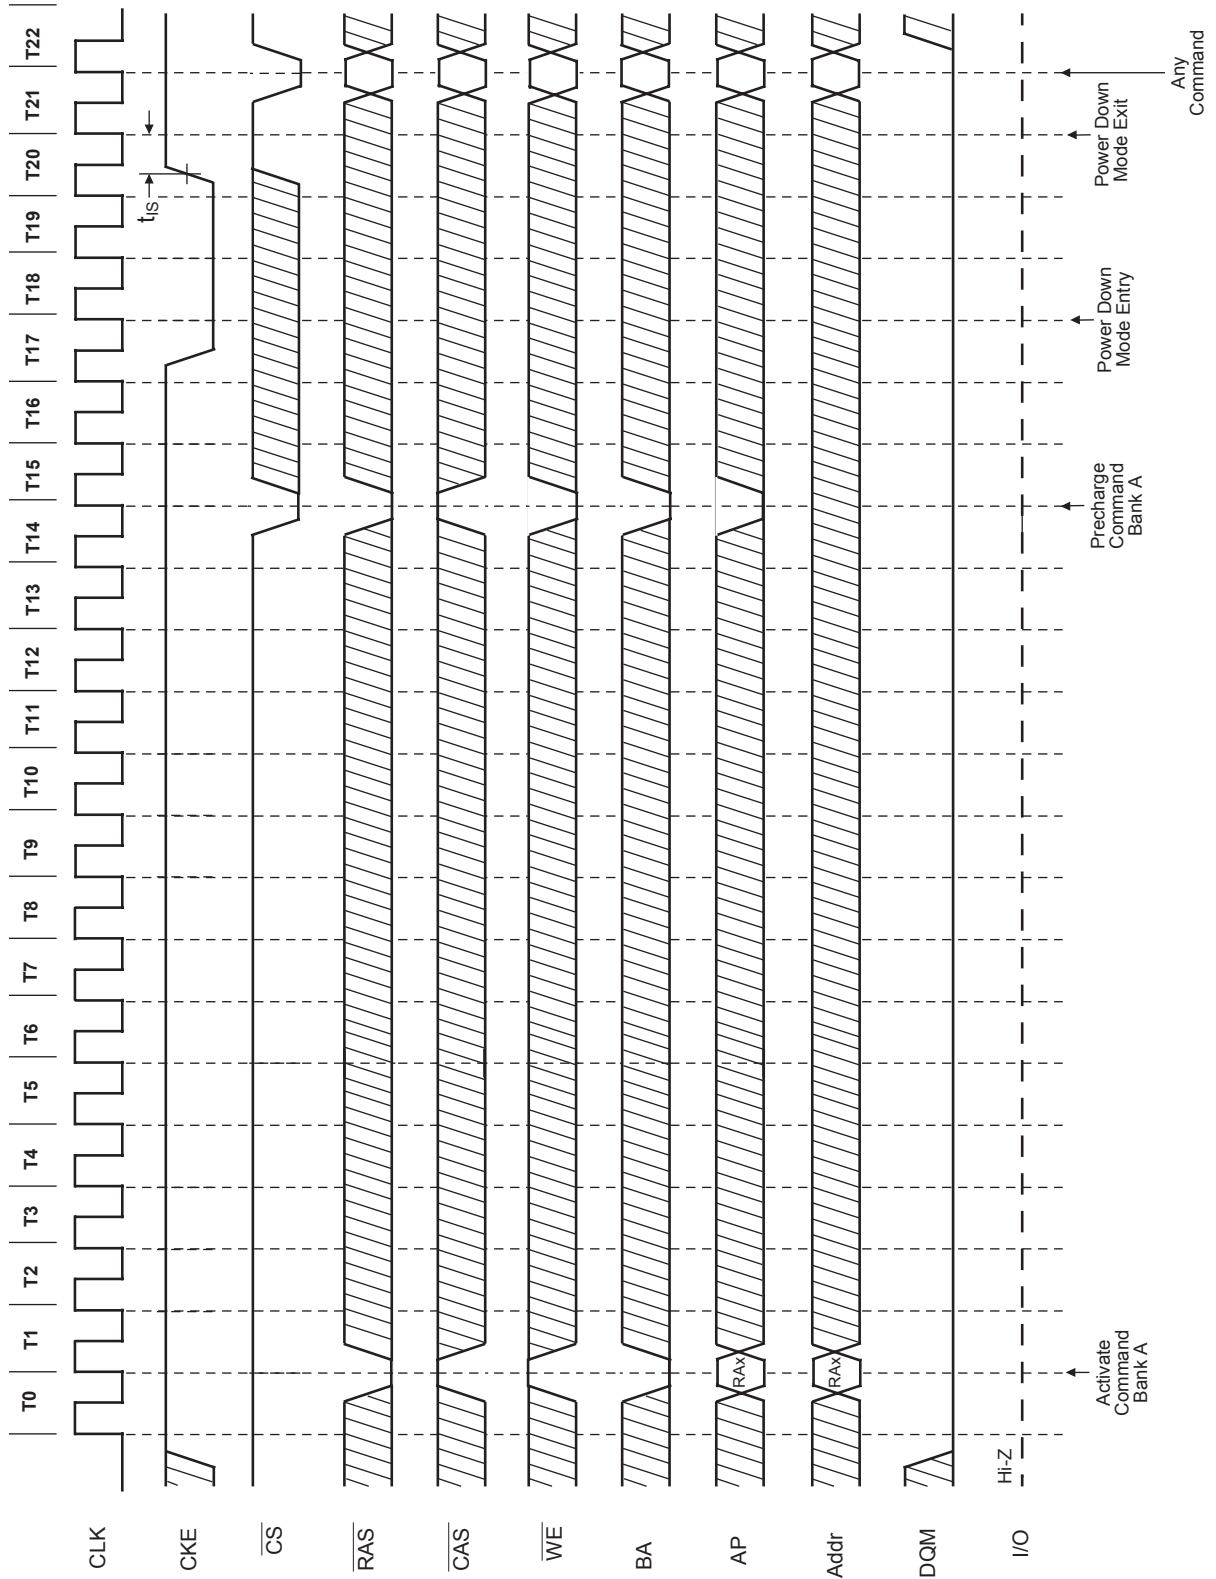 T0 T1 T2 T3 T4 T5 T6 T7 T8 T9 T10 T11 T12 T13 T14 T15 T16 T17 T18 T19 T20 T21 T22
CLK
CKE
tIS
CS
RAS
CAS
WE
BA
AP
RAx
Addr
RAx
DQM
I/O
Hi-Z
Activate
Command
Bank A
Precharge
Command
Bank A
Power Down
Mode Entry
Power Down
Mode Exit
Any
Command